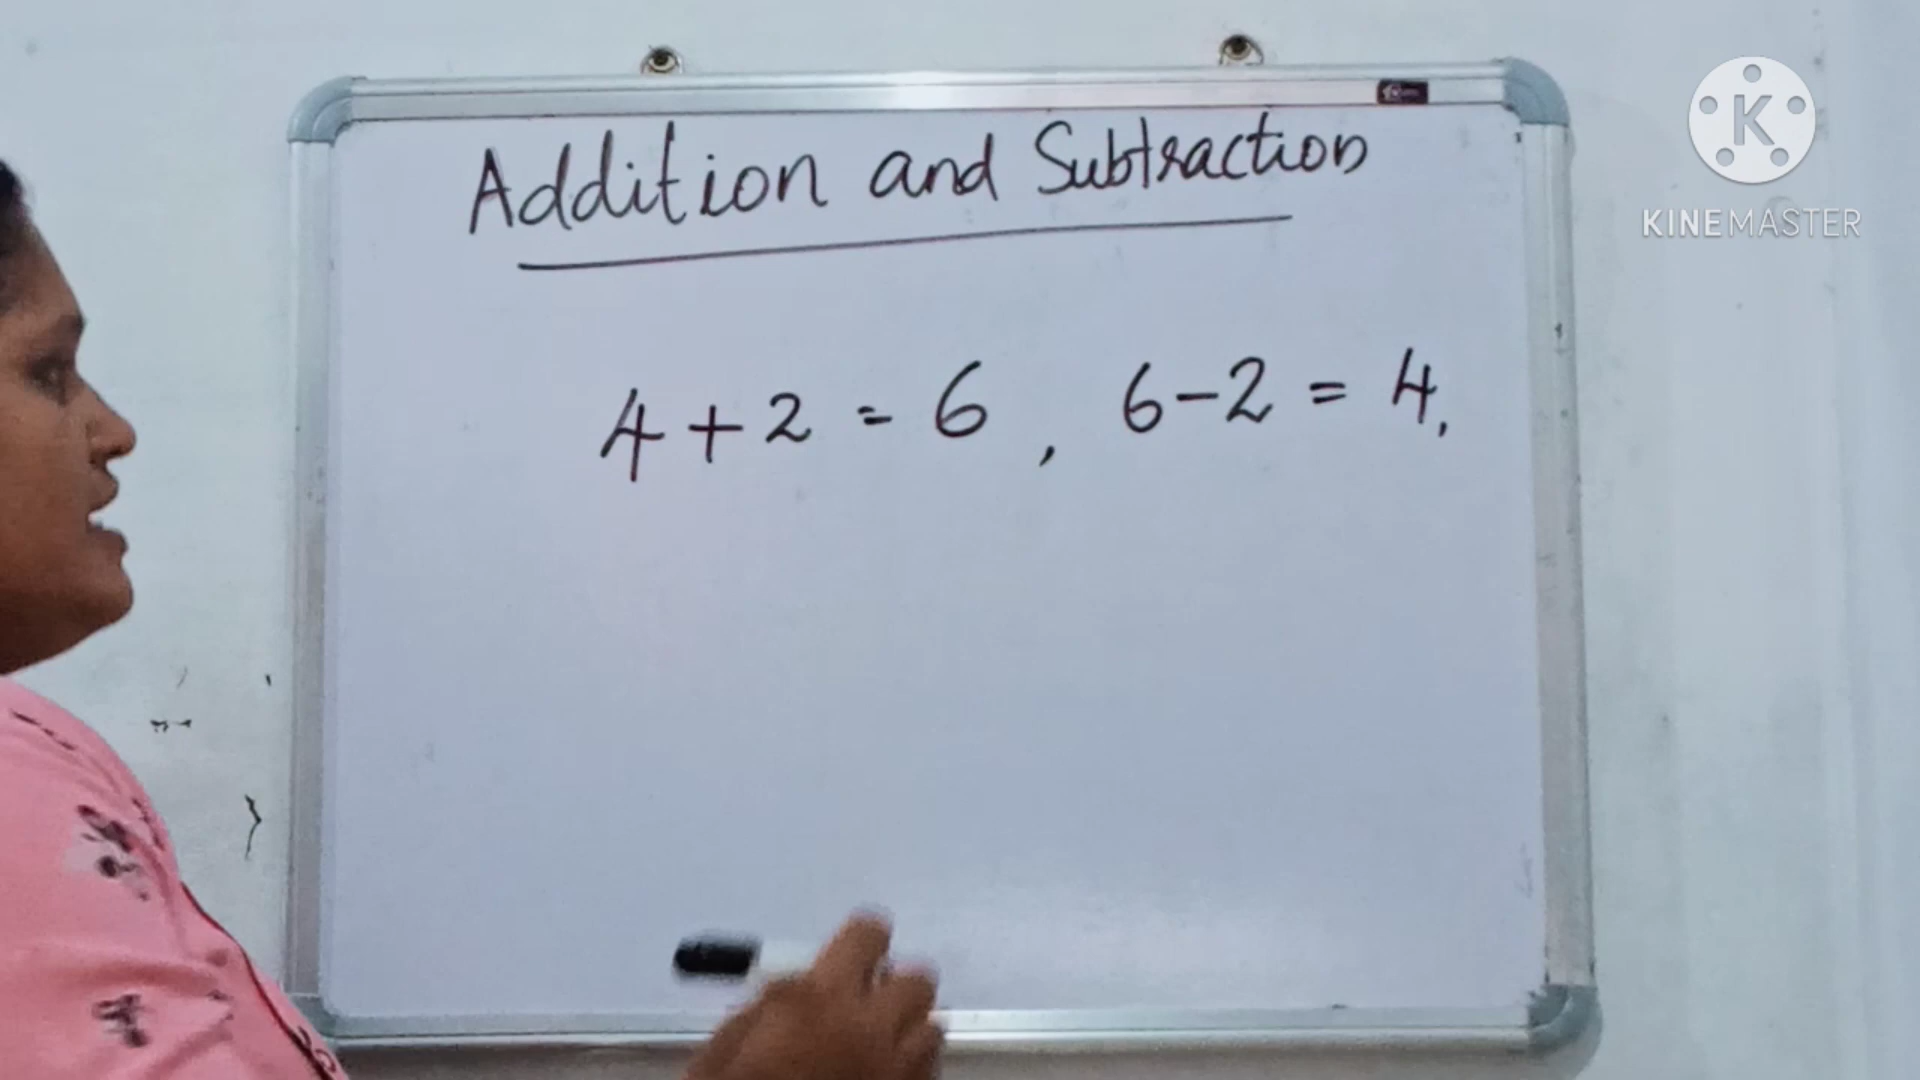 Addition and Subtraction
4 + 2 = 6 , 6 - 2 = 4,
KINEMASTER